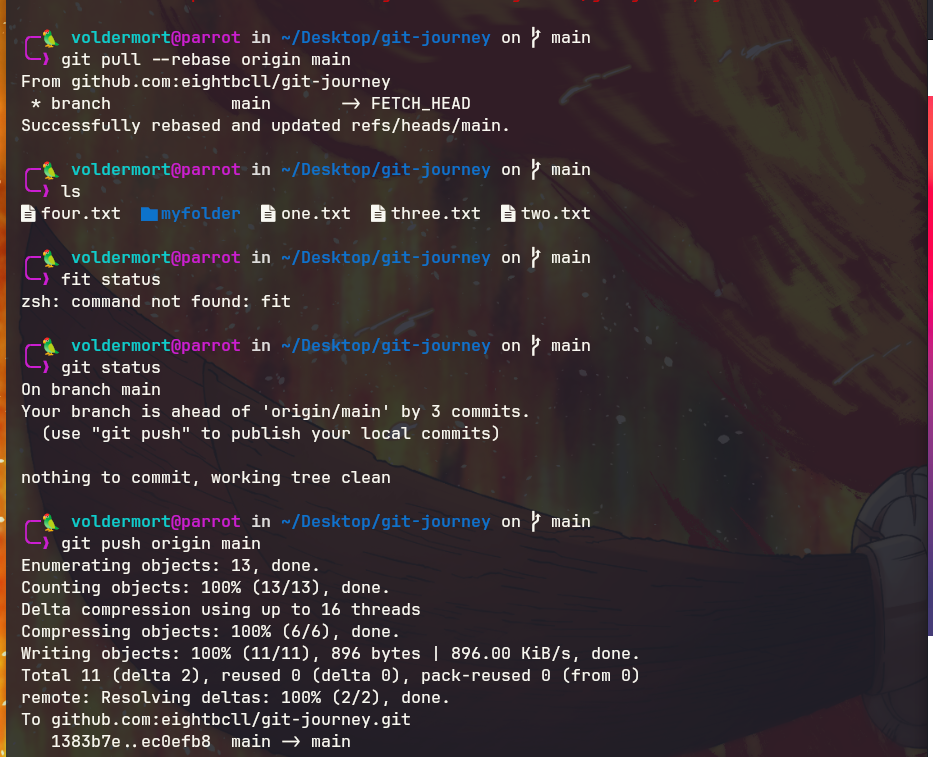 voldermort@parrot in ~/Desktop/git-journey on main
git pull --rebase origin main
From github.com:eightbcll/git-journey
 * branch            main       -> FETCH_HEAD
Successfully rebased and updated refs/heads/main.
voldermort@parrot in ~/Desktop/git-journey on main
ls
four.txt myfolder one.txt three.txt two.txt
voldermort@parrot in ~/Desktop/git-journey on main
fit status
zsh: command not found: fit
voldermort@parrot in ~/Desktop/git-journey on main
git status
On branch main
Your branch is ahead of 'origin/main' by 3 commits.
  (use "git push" to publish your local commits)
nothing to commit, working tree clean
voldermort@parrot in ~/Desktop/git-journey on main
git push origin main
Enumerating objects: 13, done.
Counting objects: 100% (13/13), done.
Delta compression using up to 16 threads
Compressing objects: 100% (6/6), done.
Writing objects: 100% (11/11), 896 bytes | 896.00 KiB/s, done.
Total 11 (delta 2), reused 0 (delta 0), pack-reused 0 (from 0)
remote: Resolving deltas: 100% (2/2), done.
To github.com:eightbcll/git-journey.git
   1383b7e..ec0efb8  main -> main